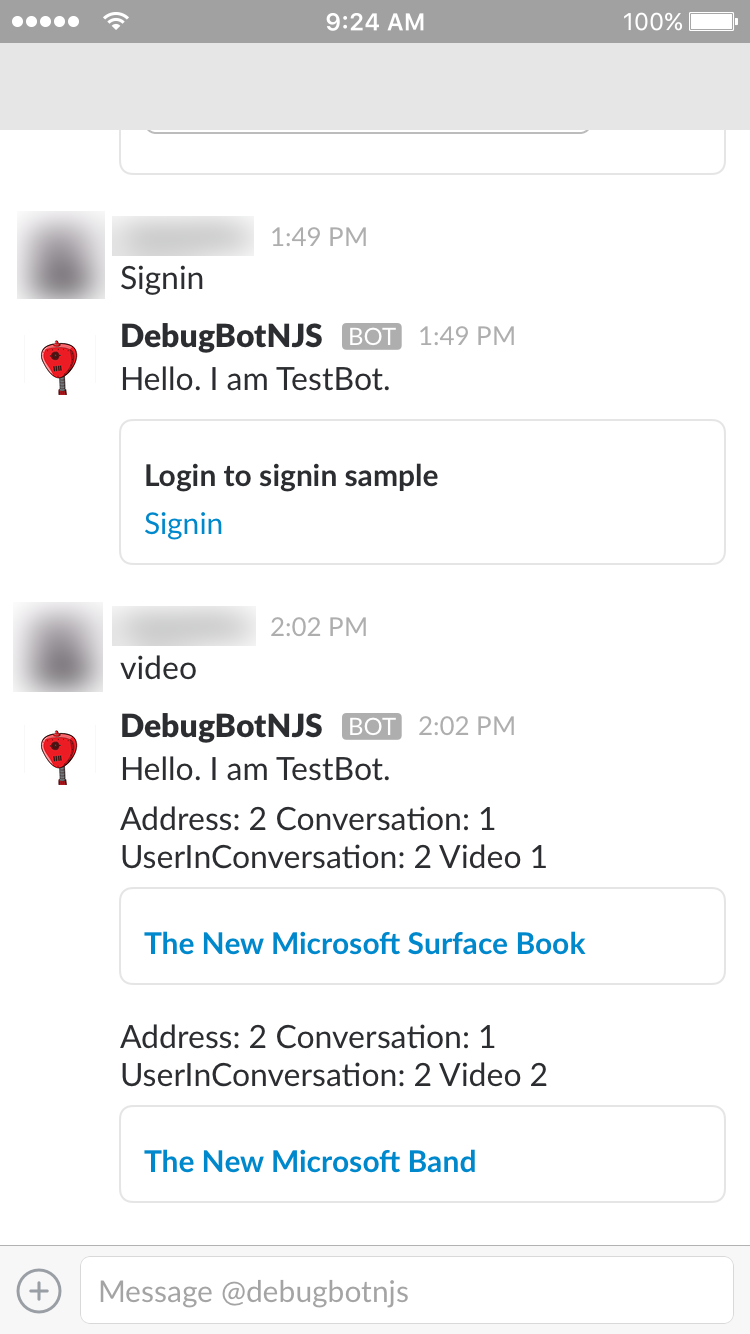 9:24 AM 100%
1:49 PM
Signin
DebugBotNJS BOT 1:49 PM
Hello. I am TestBot.
Login to signin sample
Signin
2:02 PM
video
DebugBotNJS BOT 2:02 PM
Hello. I am TestBot.
Address: 2 Conversation: 1
UserInConversation: 2 Video 1
The New Microsoft Surface Book
Address: 2 Conversation: 1
UserInConversation: 2 Video 2
The New Microsoft Band
Message @debugbotnjs